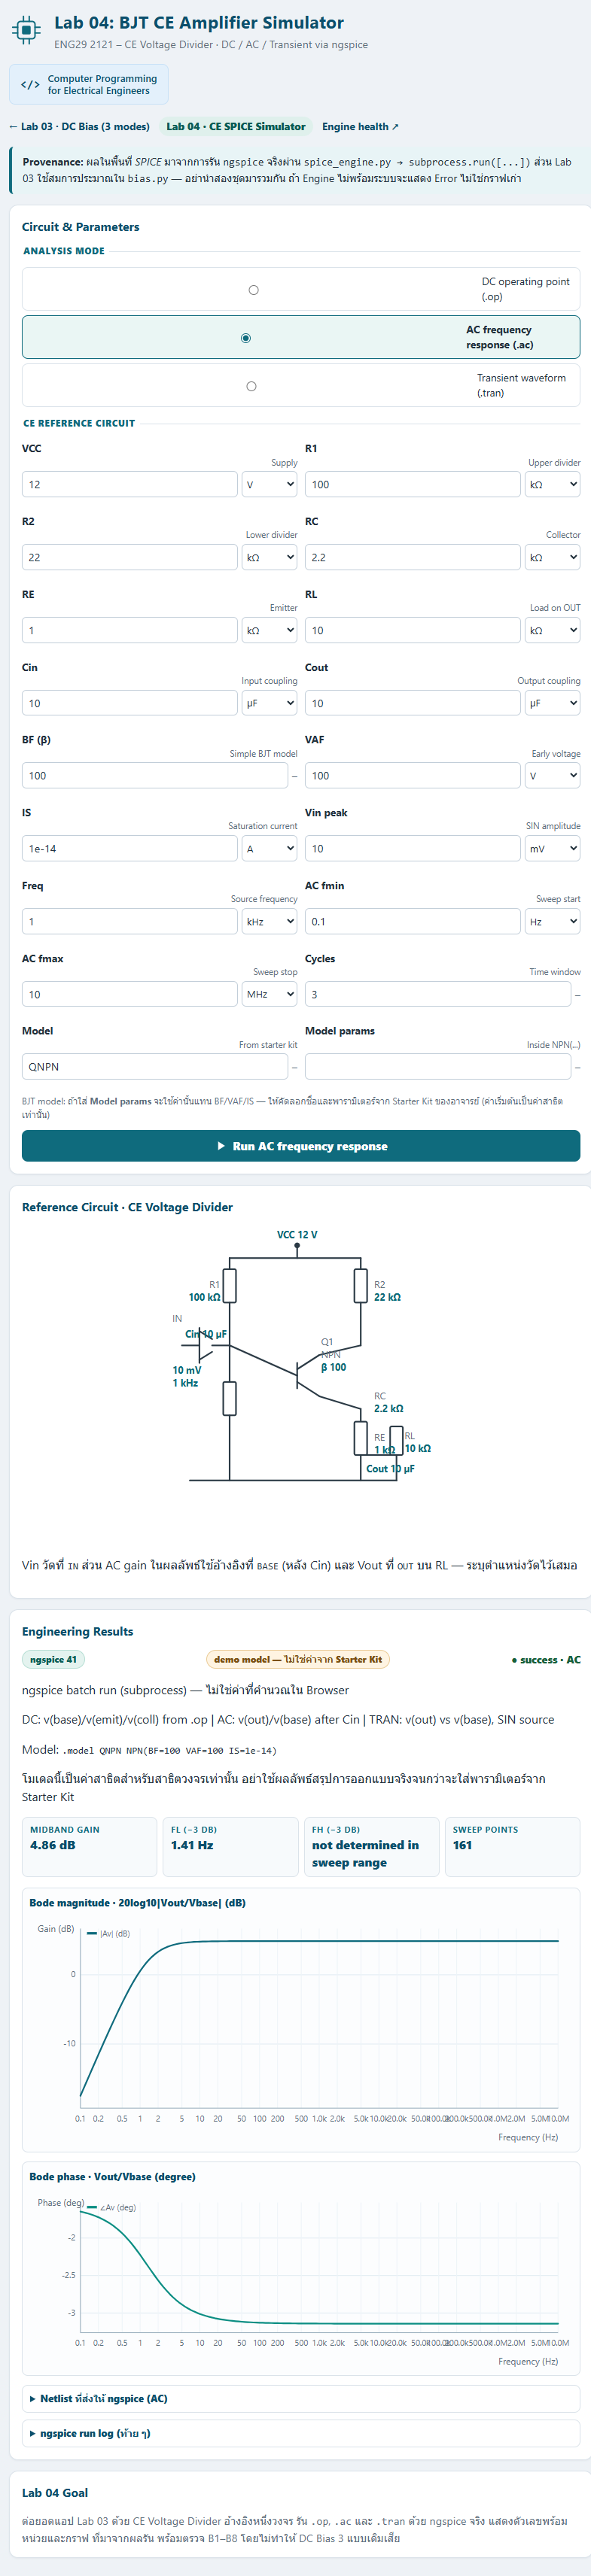 Lab 04: BJT CE Amplifier Simulator
ENG29 2121 – CE Voltage Divider · DC / AC / Transient via ngspice
</> Computer Programming
for Electrical Engineers
← Lab 03 · DC Bias (3 modes) Lab 04 · CE SPICE Simulator Engine health ↗
Provenance: ผลในพื้นที่ SPICE มาจากการรัน ngspice จริงผ่าน spice_engine.py → subprocess.run([...]) ส่วน Lab
03 ใช้สมการประมาณใน bias.py — อย่านำสองชุดมารวมกัน ถ้า Engine ไม่พร้อมระบบจะแสดง Error ไม่ใช่กราฟเก่า
Circuit & Parameters
ANALYSIS MODE
DC operating point
(.op)
AC frequency
response (.ac)
Transient waveform
(.tran)
CE REFERENCE CIRCUIT
VCC R1
Supply Upper divider
12 V 100 kΩ
R2 RC
Lower divider Collector
22 kΩ 2.2 kΩ
RE RL
Emitter Load on OUT
1 kΩ 10 kΩ
Cin Cout
Input coupling Output coupling
10 µF 10 µF
BF (β) VAF
Simple BJT model Early voltage
100 – 100 V
IS Vin peak
Saturation current SIN amplitude
1e-14 A 10 mV
Freq AC fmin
Source frequency Sweep start
1 kHz 0.1 Hz
AC fmax Cycles
Sweep stop Time window
10 MHz 3 –
Model Model params
From starter kit Inside NPN(...)
QNPN – –
BJT model: ถ้าใส่ Model params จะใช้ค่านั้นแทน BF/VAF/IS — ให้คัดลอกชื่อและพารามิเตอร์จาก Starter Kit ของอาจารย์ (ค่าเริ่มต้นเป็นค่าสาธิต
เท่านั้น)
▶ Run AC frequency response
Reference Circuit · CE Voltage Divider
VCC 12 V
R1 R2
100 kΩ 22 kΩ
IN
Cin 10 µF
Q1
NPN
β 100
10 mV
1 kHz
RC
2.2 kΩ
RE RL
1 kΩ 10 kΩ
Cout 10 µF
Vin วัดที่ IN ส่วน AC gain ในผลลัพธ์ใช้อ้างอิงที่ BASE (หลัง Cin) และ Vout ที่ OUT บน RL — ระบุตำแหน่งวัดไว้เสมอ
Engineering Results
ngspice 41 demo model — ไม่ใช่ค่าจาก Starter Kit ● success · AC
ngspice batch run (subprocess) — ไม่ใช่ค่าที่คำนวณใน Browser
DC: v(base)/v(emit)/v(coll) from .op | AC: v(out)/v(base) after Cin | TRAN: v(out) vs v(base), SIN source
Model: .model QNPN NPN(BF=100 VAF=100 IS=1e-14)
โมเดลนี้เป็นค่าสาธิตสำหรับสาธิตวงจรเท่านั้น อย่าใช้ผลลัพธ์สรุปการออกแบบจริงจนกว่าจะใส่พารามิเตอร์จาก
Starter Kit
MIDBAND GAIN FL (−3 DB) FH (−3 DB) SWEEP POINTS
4.86 dB 1.41 Hz not determined in
sweep range 161
Bode magnitude · 20log10|Vout/Vbase| (dB)
Gain (dB) |Av| (dB)
0
-10
0.1 0.2 0.5 1 2 5 10 20 50 100 200 500 1.0k 2.0k 5.0k 10.0k 20.0k 50.0k 100.0k 200.0k 500.0k 1.0M 2.0M 5.0M 10.0M
Frequency (Hz)
Bode phase · Vout/Vbase (degree)
Phase (deg) ∠Av (deg)
-2
-2.5
-3
0.1 0.2 0.5 1 2 5 10 20 50 100 200 500 1.0k 2.0k 5.0k 10.0k 20.0k 50.0k 100.0k 200.0k 500.0k 1.0M 2.0M 5.0M 10.0M
Frequency (Hz)
▶ Netlist ที่ส่งให้ ngspice (AC)
▶ ngspice run log (ท้าย ๆ)
Lab 04 Goal
ต่อยอดแอป Lab 03 ด้วย CE Voltage Divider อ้างอิงหนึ่งวงจร รัน .op, .ac และ .tran ด้วย ngspice จริง แสดงตัวเลขพร้อม
หน่วยและกราฟ ที่มาจากผลรัน พร้อมตรวจ B1–B8 โดยไม่ทำให้ DC Bias 3 แบบเดิมเสีย